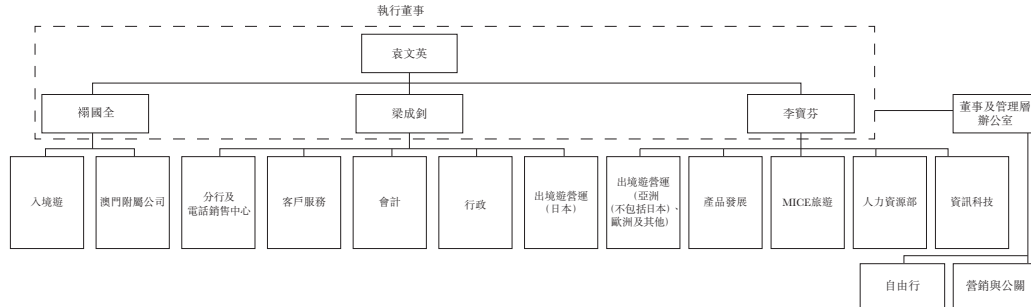 執行董事
袁文英
禤國全
梁成釗
李寶芬
董事及管理層
辦公室
入境遊
澳門附屬公司
分行及
電話銷售中心
客戶服務
會計
行政
出境遊營運
(日本)
出境遊營運
(亞洲
(不包括日本)、
歐洲及其他)
產品發展
MICE旅遊
人力資源部
資訊科技
自由行
營銷與公關